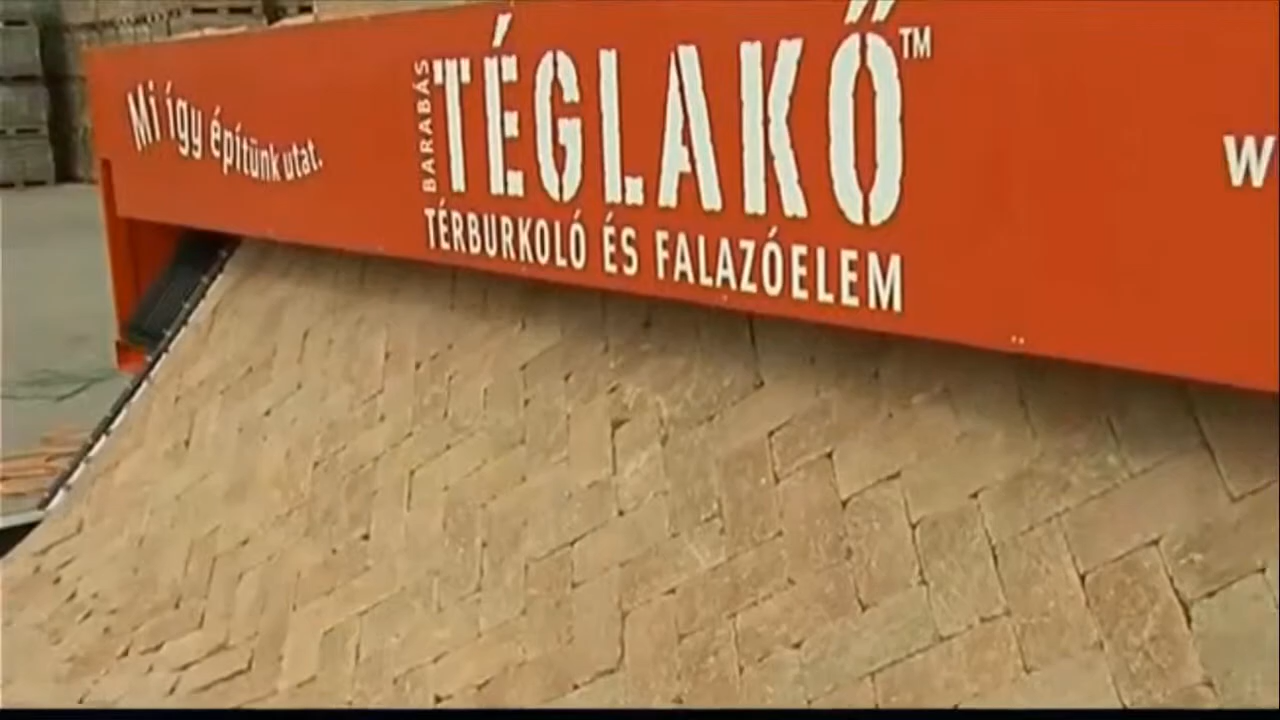 Mi így építünk utat.
BARABÁS
TÉGLAKŐ™
TÉRBURKOLÓ ÉS FALAZÓELEM
w